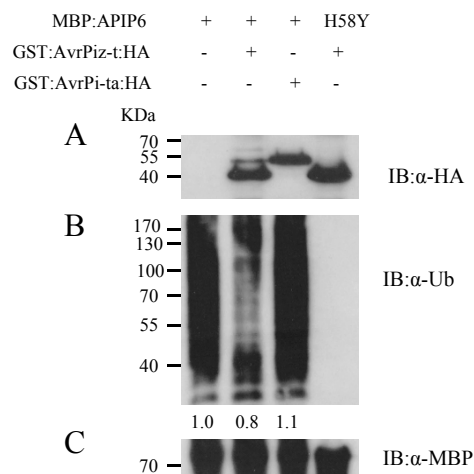 MBP:APIP6 + + + H58Y
GST:AvrPiz-t:HA - + - +
GST:AvrPi-ta:HA - - + -
A KDa
70
55
40
IB:α-HA
B
170
130
100
70
55
40
IB:α-Ub
1.0 0.8 1.1
C
70
IB:α-MBP